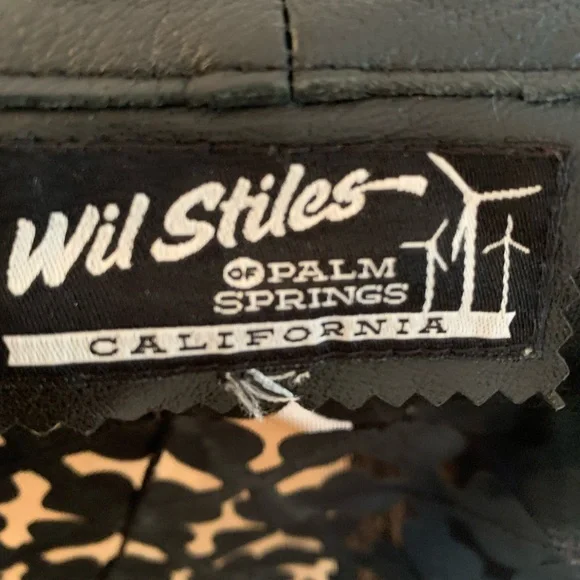 Wil Stiles
OF PALM
SPRINGS
CALIFORNIA